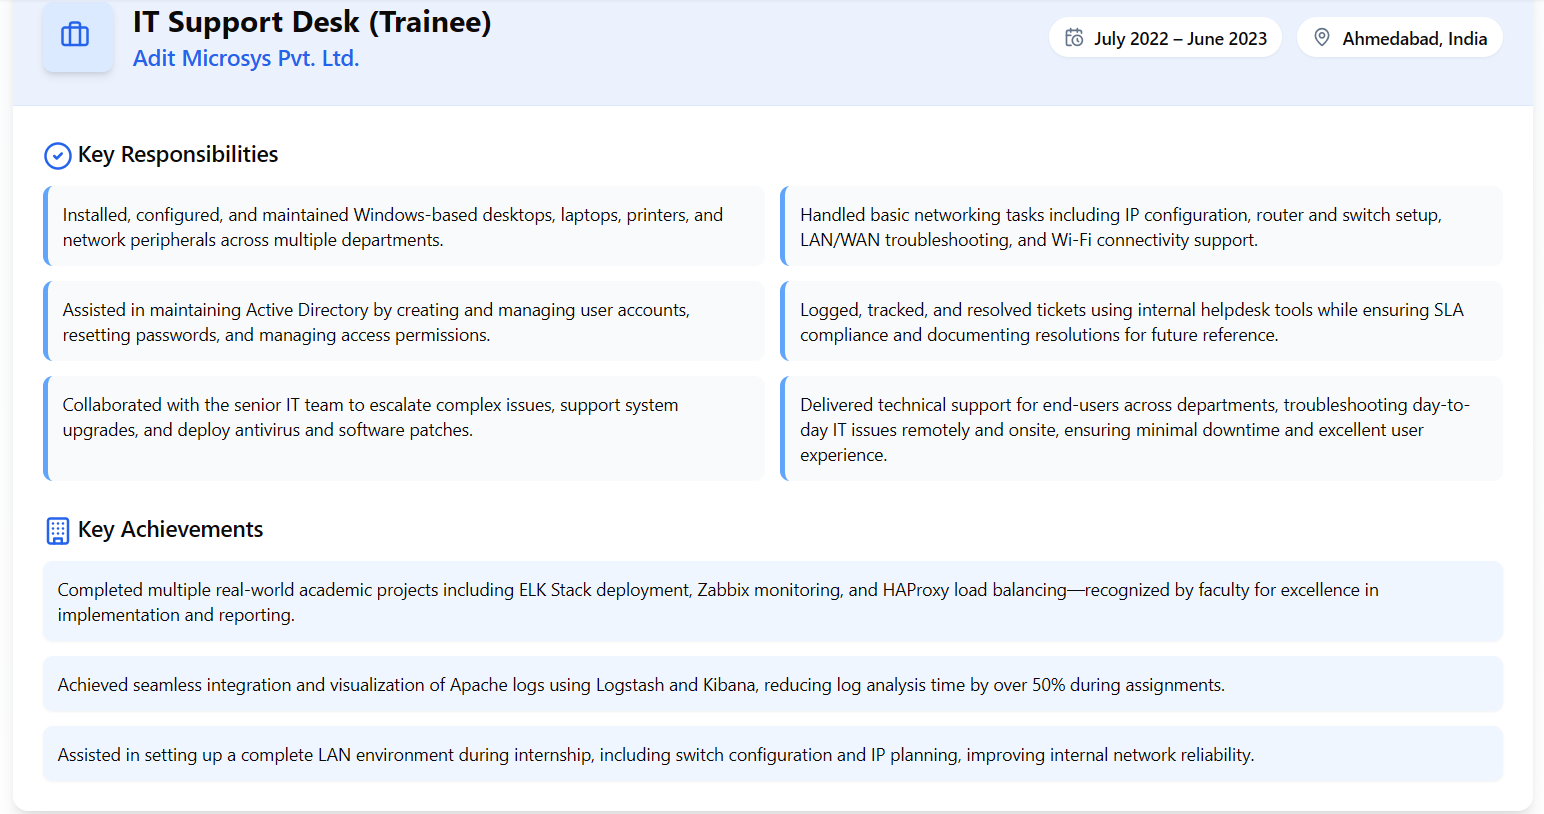 IT Support Desk (Trainee)
Adit Microsys Pvt. Ltd.
July 2022 – June 2023
Ahmedabad, India
Key Responsibilities
Installed, configured, and maintained Windows-based desktops, laptops, printers, and
network peripherals across multiple departments.
Handled basic networking tasks including IP configuration, router and switch setup,
LAN/WAN troubleshooting, and Wi-Fi connectivity support.
Assisted in maintaining Active Directory by creating and managing user accounts,
resetting passwords, and managing access permissions.
Logged, tracked, and resolved tickets using internal helpdesk tools while ensuring SLA
compliance and documenting resolutions for future reference.
Collaborated with the senior IT team to escalate complex issues, support system
upgrades, and deploy antivirus and software patches.
Delivered technical support for end-users across departments, troubleshooting day-to-
day IT issues remotely and onsite, ensuring minimal downtime and excellent user
experience.
Key Achievements
Completed multiple real-world academic projects including ELK Stack deployment, Zabbix monitoring, and HAProxy load balancing—recognized by faculty for excellence in
implementation and reporting.
Achieved seamless integration and visualization of Apache logs using Logstash and Kibana, reducing log analysis time by over 50% during assignments.
Assisted in setting up a complete LAN environment during internship, including switch configuration and IP planning, improving internal network reliability.